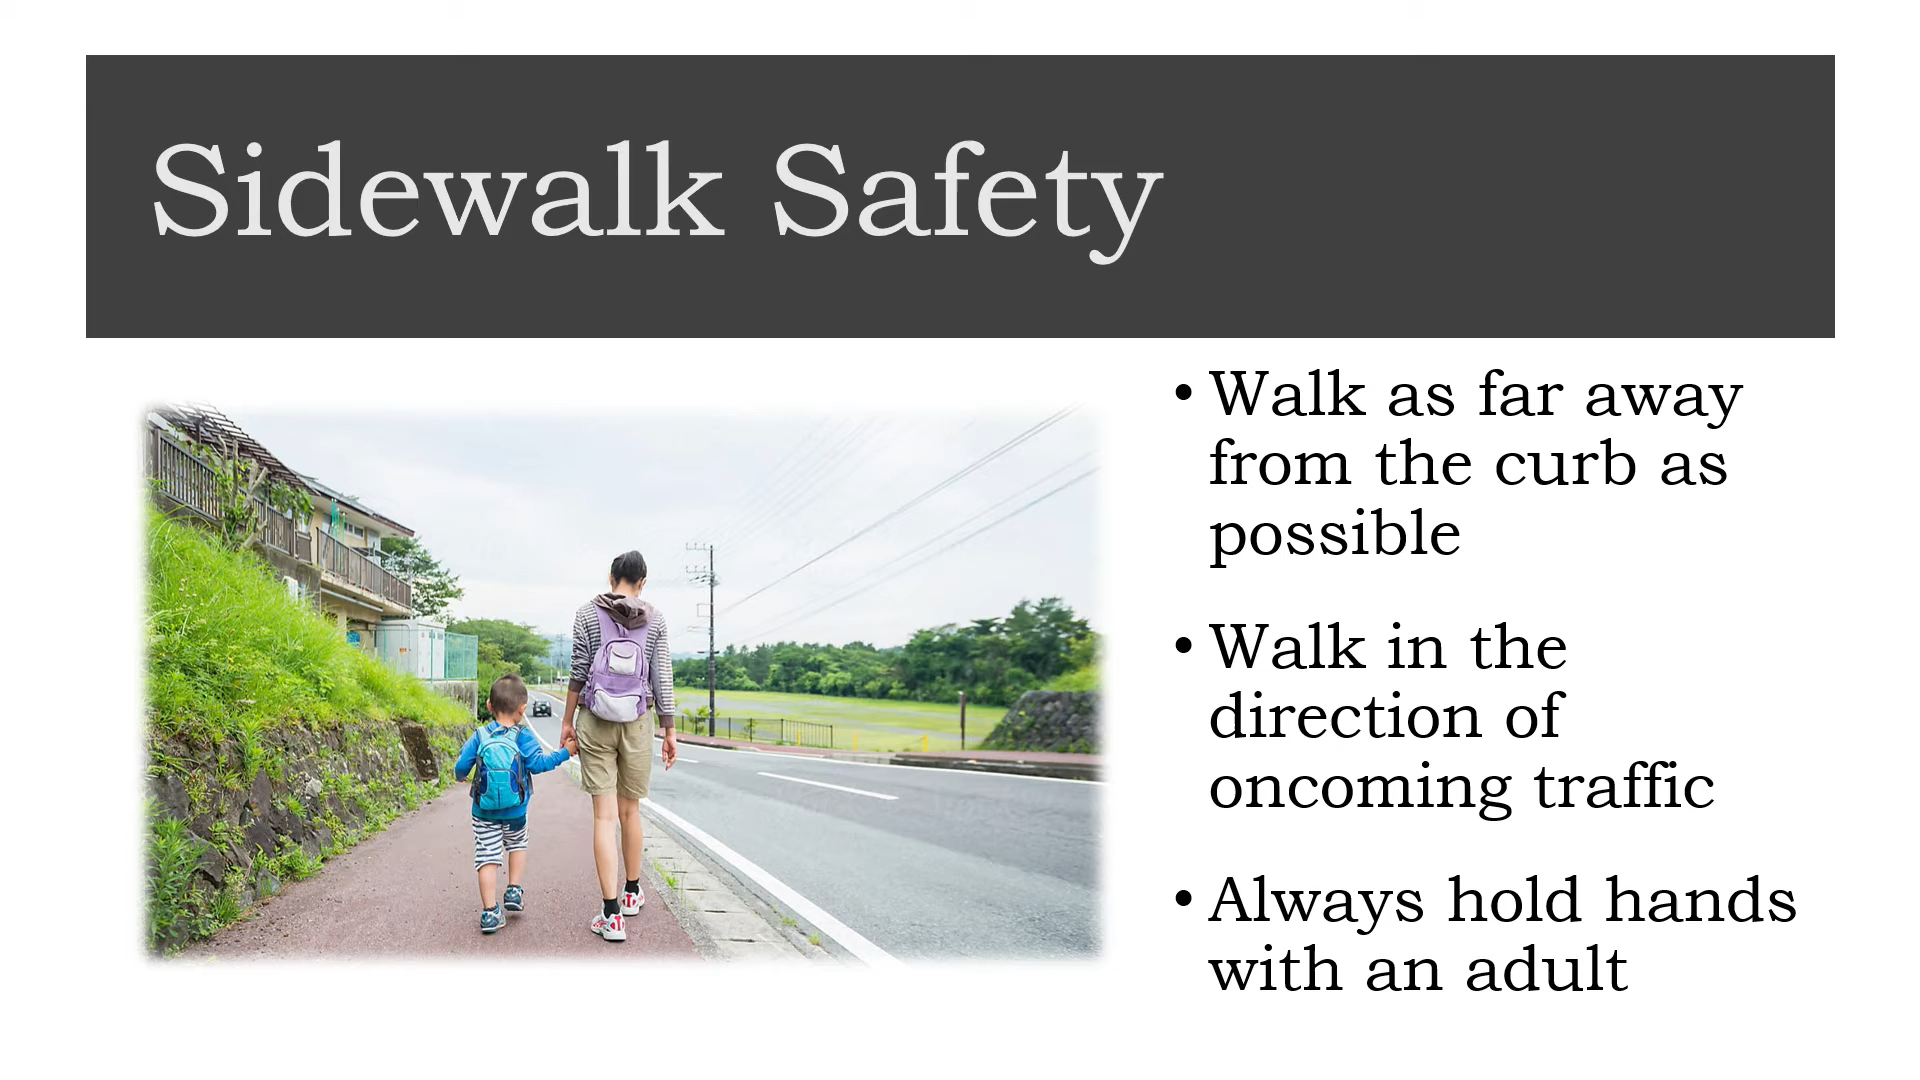 Sidewalk Safety
• Walk as far away
from the curb as
possible
• Walk in the
direction of
oncoming traffic
• Always hold hands
with an adult